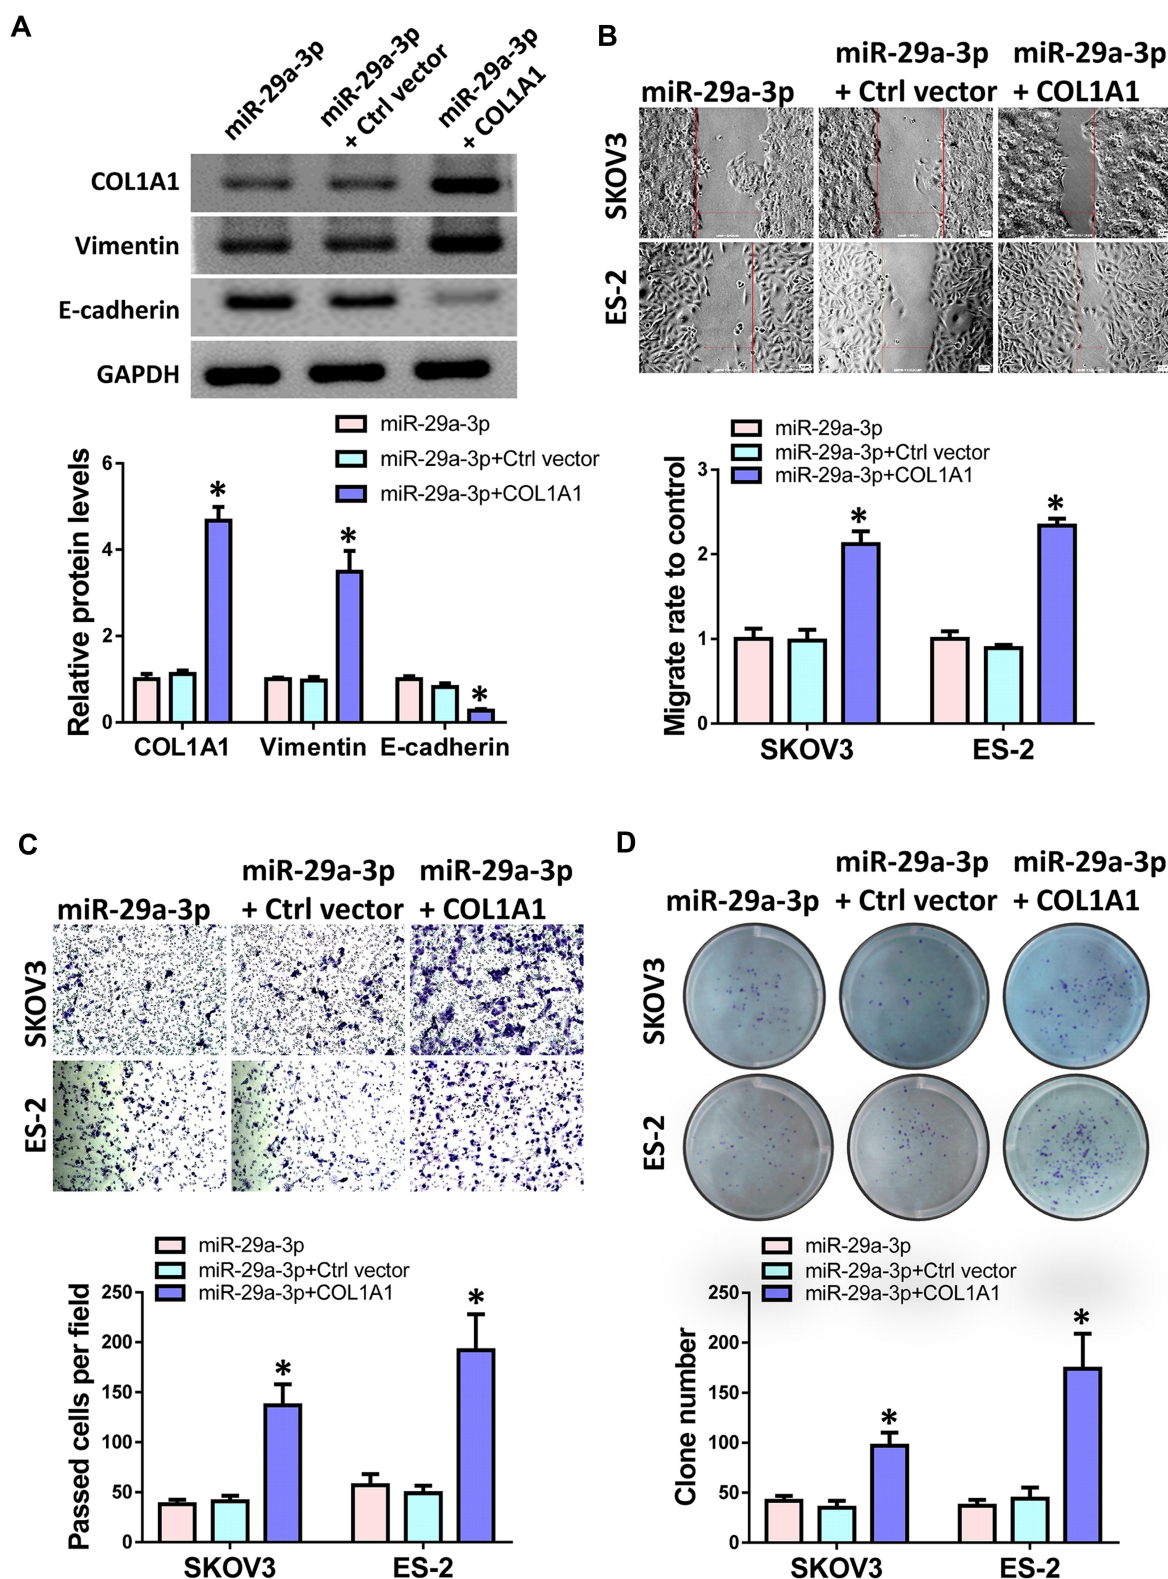 A
miR-29a-3p
miR-29a-3p
+ Ctrl vector
miR-29a-3p
+ COL1A1
COL1A1
Vimentin
E-cadherin
GAPDH
miR-29a-3p
miR-29a-3p+Ctrl vector
miR-29a-3p+COL1A1
Relative protein levels
6
4
2
0
*
*
*
COL1A1
Vimentin
E-cadherin
B
miR-29a-3p
miR-29a-3p
+ Ctrl vector
miR-29a-3p
+ COL1A1
SKOV3
ES-2
miR-29a-3p
miR-29a-3p+Ctrl vector
miR-29a-3p+COL1A1
Migrate rate to control
3
2
1
0
*
*
SKOV3
ES-2
C
miR-29a-3p
miR-29a-3p
+ Ctrl vector
miR-29a-3p
+ COL1A1
SKOV3
ES-2
miR-29a-3p
miR-29a-3p+Ctrl vector
miR-29a-3p+COL1A1
Passed cells per field
250
200
150
100
50
0
*
*
SKOV3
ES-2
D
miR-29a-3p
miR-29a-3p
+ Ctrl vector
miR-29a-3p
+ COL1A1
SKOV3
ES-2
miR-29a-3p
miR-29a-3p+Ctrl vector
miR-29a-3p+COL1A1
Clone number
250
200
150
100
50
0
*
*
SKOV3
ES-2